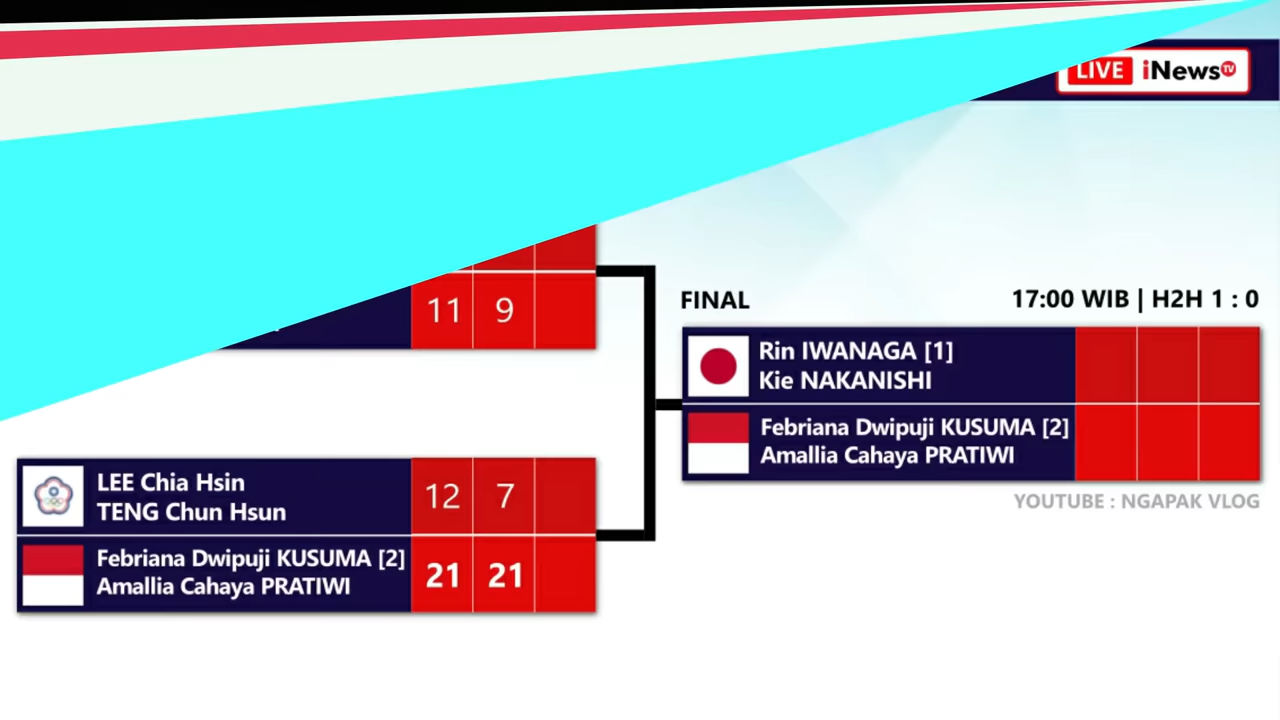 LIVE iNews TV
11 9
FINAL
17:00 WIB | H2H 1 : 0
Rin IWANAGA [1]
Kie NAKANISHI
Febriana Dwipuji KUSUMA [2]
Amallia Cahaya PRATIWI
YOUTUBE : NGAPAK VLOG
LEE Chia Hsin
TENG Chun Hsun
12 7
Febriana Dwipuji KUSUMA [2]
Amallia Cahaya PRATIWI
21 21